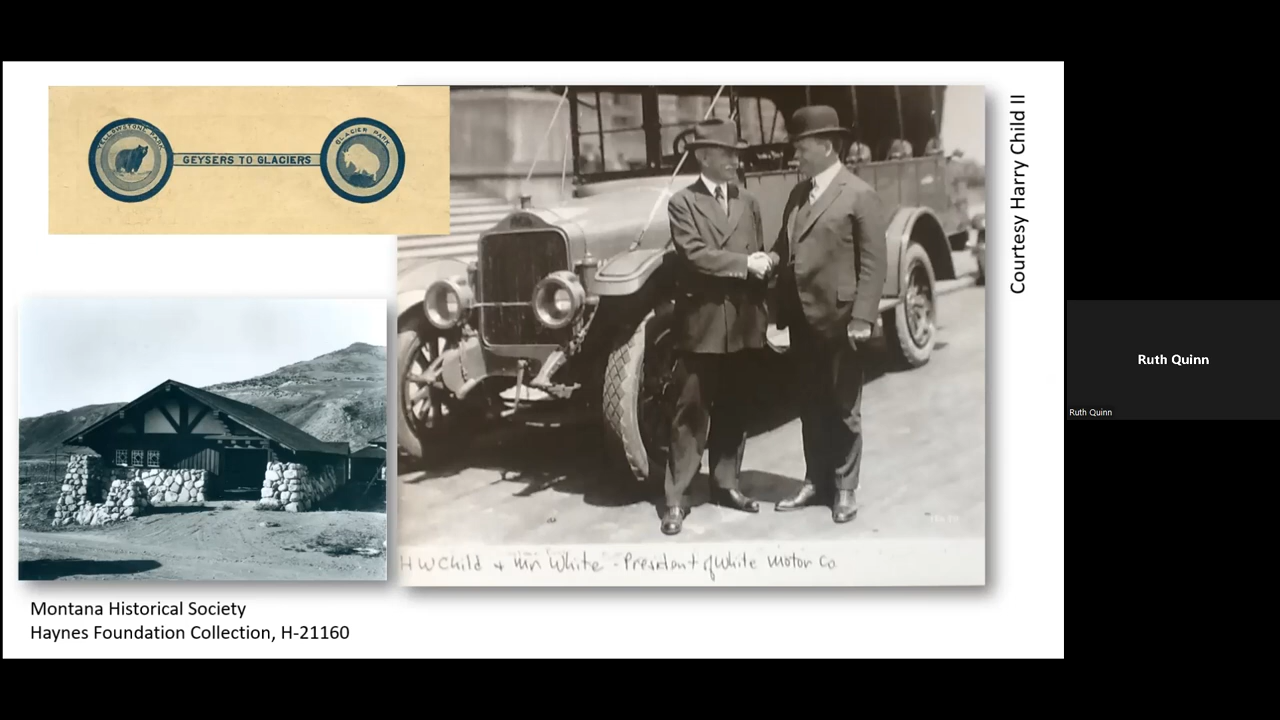 YELLOWSTONE PARK
GEYSERS TO GLACIERS
GLACIER PARK
Courtesy Harry Child II
H W Child + Mr. White - President of White Motor Co
Montana Historical Society
Haynes Foundation Collection, H-21160
Ruth Quinn
Ruth Quinn